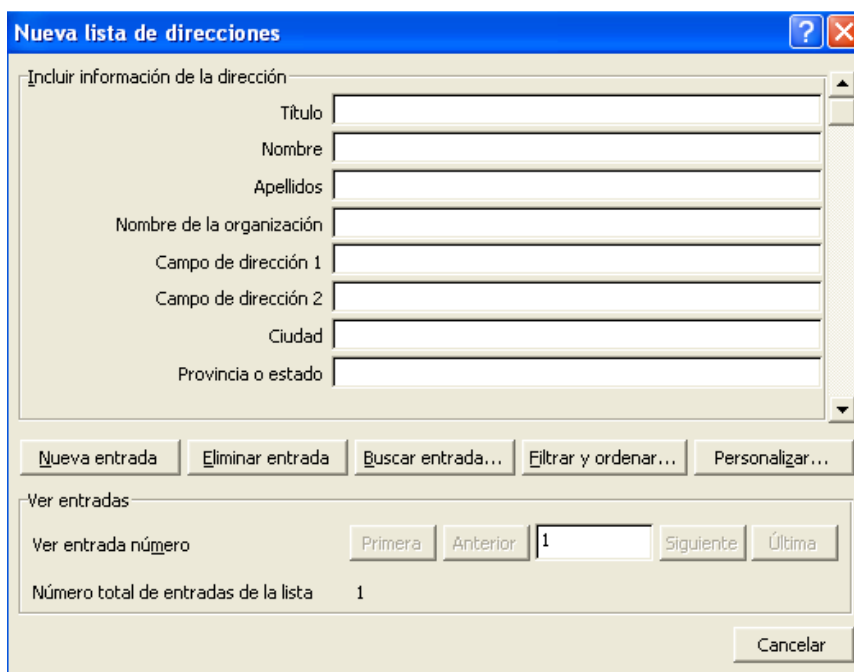 Nueva lista de direcciones
Incluir información de la dirección
Título
Nombre
Apellidos
Nombre de la organización
Campo de dirección 1
Campo de dirección 2
Ciudad
Provincia o estado
Nueva entrada Eliminar entrada Buscar entrada... Filtrar y ordenar... Personalizar...
Ver entradas
Ver entrada número Primera Anterior 1 Siguiente Última
Número total de entradas de la lista 1
Cancelar